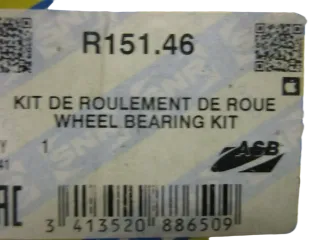 R151.46
KIT DE ROULEMENT DE ROUE
WHEEL BEARING KIT
1
ASB
3 413520 886509